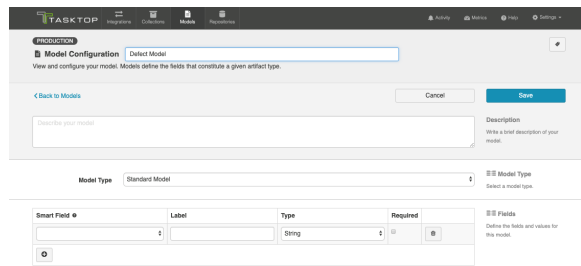 TASKTOP
Integrations Collections Models Repositories
Activity Metrics Help Settings
PRODUCTION
Model Configuration Defect Model
View and configure your model. Models define the fields that constitute a given artifact type.
Back to Models Cancel Save
Describe your model
Description
Write a brief description of your
model.
Model Type Standard Model
Model Type
Select a model type.
Smart Field Label Type Required
String
Fields
Define the fields and values for
this model.